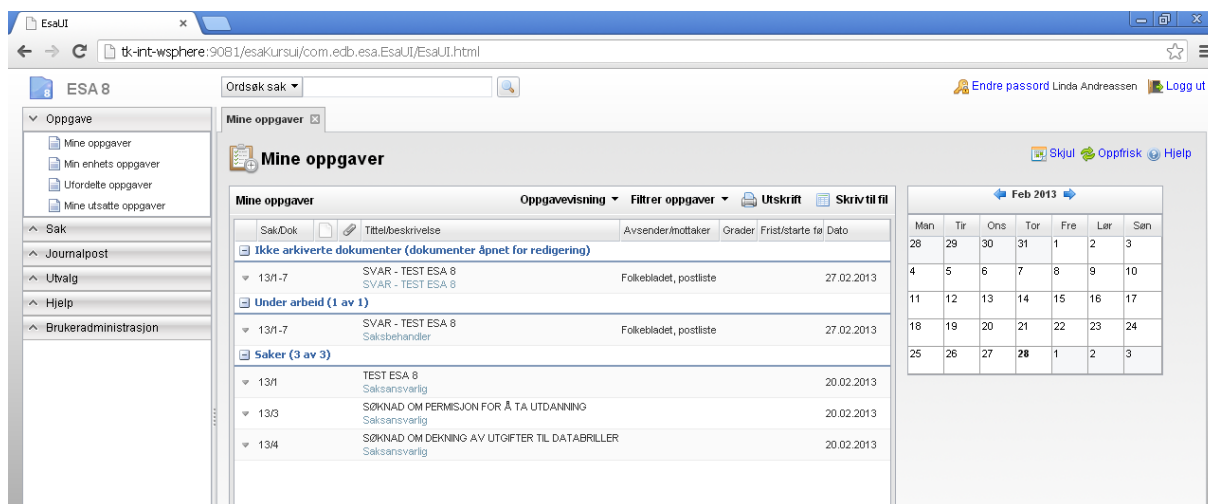 EsaUI
tk-int-wsphere:9081/esaKursui/com.edb.esa.EsaUI/EsaUI.html
8 ESA 8
Ordsøk sak
Endre passord Linda Andreassen Logg ut
Oppgave
Mine oppgaver
Min enhets oppgaver
Ufordelte oppgaver
Mine utsatte oppgaver
Sak
Journalpost
Utvalg
Hjelp
Brukeradministrasjon
Mine oppgaver
Mine oppgaver
Skjul Oppfrisk Hjelp
Mine oppgaver Oppgavevisning Filtrer oppgaver Utskrift Skriv til fil
Sak/Dok Tittel/beskrivelse Avsender/mottaker Grader Frist/starte fø Dato
Ikke arkiverte dokumenter (dokumenter åpnet for redigering)
13/1-7 SVAR - TEST ESA 8 Folkebladet, postliste 27.02.2013
SVAR - TEST ESA 8
Under arbeid (1 av 1)
13/1-7 SVAR - TEST ESA 8 Folkebladet, postliste 27.02.2013
Saksbehandler
Saker (3 av 3)
13/1 TEST ESA 8 20.02.2013
Saksansvarlig
13/3 SØKNAD OM PERMISJON FOR Å TA UTDANNING 20.02.2013
Saksansvarlig
13/4 SØKNAD OM DEKNING AV UTGIFTER TIL DATABRILLER 20.02.2013
Saksansvarlig
Feb 2013
Man Tir Ons Tor Fre Lør Søn
28 29 30 31 1 2 3
4 5 6 7 8 9 10
11 12 13 14 15 16 17
18 19 20 21 22 23 24
25 26 27 28 1 2 3